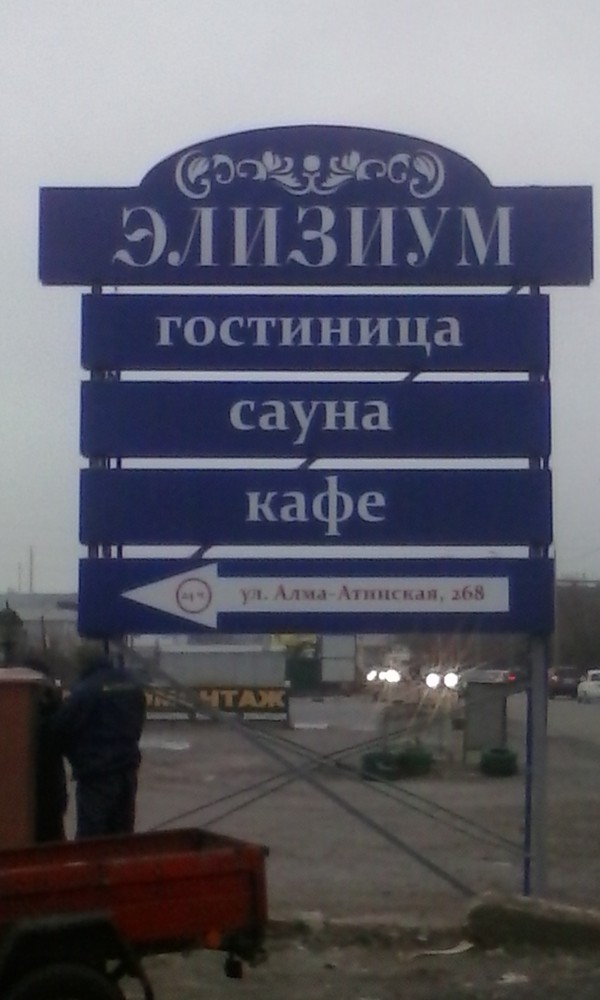 ЭЛИЗИУМ
гостиница
сауна
кафе
ул. Алма-Атинская, 268